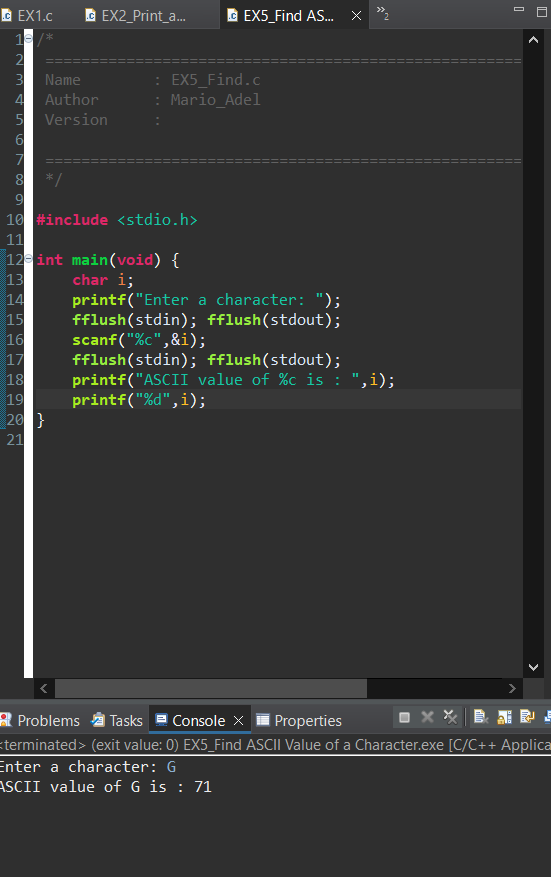 EX1.c EX2_Print_a... EX5_Find AS... »2
1 /*
2 =====================================================
3 Name : EX5_Find.c
4 Author : Mario_Adel
5 Version :
6
7 =====================================================
8 */
9
10 #include <stdio.h>
11
12 int main(void) {
13 char i;
14 printf("Enter a character: ");
15 fflush(stdin); fflush(stdout);
16 scanf("%c",&i);
17 fflush(stdin); fflush(stdout);
18 printf("ASCII value of %c is : ",i);
19 printf("%d",i);
20 }
21
Problems Tasks Console Properties
<terminated> (exit value: 0) EX5_Find ASCII Value of a Character.exe [C/C++ Applica
Enter a character: G
ASCII value of G is : 71